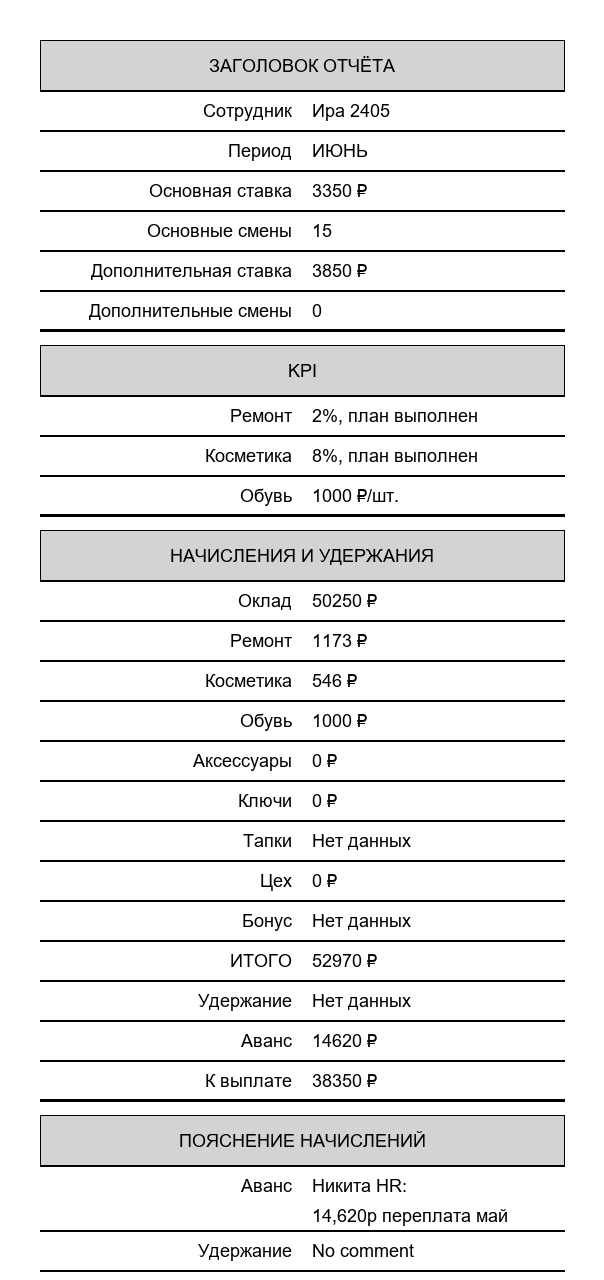 ЗАГОЛОВОК ОТЧЁТА
Сотрудник Ира 2405
Период ИЮНЬ
Основная ставка 3350 ₽
Основные смены 15
Дополнительная ставка 3850 ₽
Дополнительные смены 0
KPI
Ремонт 2%, план выполнен
Косметика 8%, план выполнен
Обувь 1000 ₽/шт.
НАЧИСЛЕНИЯ И УДЕРЖАНИЯ
Оклад 50250 ₽
Ремонт 1173 ₽
Косметика 546 ₽
Обувь 1000 ₽
Аксессуары 0 ₽
Ключи 0 ₽
Тапки Нет данных
Цех 0 ₽
Бонус Нет данных
ИТОГО 52970 ₽
Удержание Нет данных
Аванс 14620 ₽
К выплате 38350 ₽
ПОЯСНЕНИЕ НАЧИСЛЕНИЙ
Аванс Никита HR:
14,620р переплата май
Удержание No comment